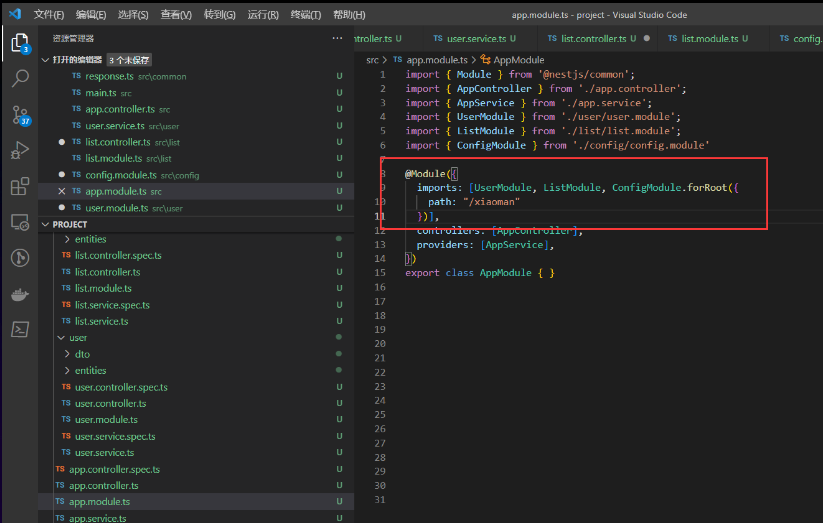 文件(F) 编辑(E) 选择(S) 查看(V) 转到(G) 运行(R) 终端(T) 帮助(H) app.module.ts - project - Visual Studio Code
资源管理器 ···
打开的编辑器 3 个未保存
TS response.ts src\common U
TS main.ts src U
TS app.controller.ts src U
TS user.service.ts src\user U
TS list.controller.ts src\list U
TS list.module.ts src\list U
TS config.module.ts src\config U
TS app.module.ts src U
TS user.module.ts src\user U
PROJECT
entities
TS list.controller.spec.ts U
TS list.controller.ts U
TS list.module.ts U
TS list.service.spec.ts U
TS list.service.ts U
user
dto
entities
TS user.controller.spec.ts U
TS user.controller.ts U
TS user.module.ts U
TS user.service.spec.ts U
TS user.service.ts U
TS app.controller.spec.ts U
TS app.controller.ts U
TS app.module.ts U
TS app.service.ts U
3
37
ntroller.ts U TS user.service.ts U TS list.controller.ts U TS list.module.ts U TS config.
src > TS app.module.ts > AppModule
1 import { Module } from '@nestjs/common';
2 import { AppController } from './app.controller';
3 import { AppService } from './app.service';
4 import { UserModule } from './user/user.module';
5 import { ListModule } from './list/list.module';
6 import { ConfigModule } from './config/config.module'
7
8 @Module({
9 imports: [UserModule, ListModule, ConfigModule.forRoot({
10 path: "/xiaoman"
11 })],
12 controllers: [AppController],
13 providers: [AppService],
14 })
15 export class AppModule { }
16
17
18
19
20
21
22
23
24
25
26
27
28
29
30
31